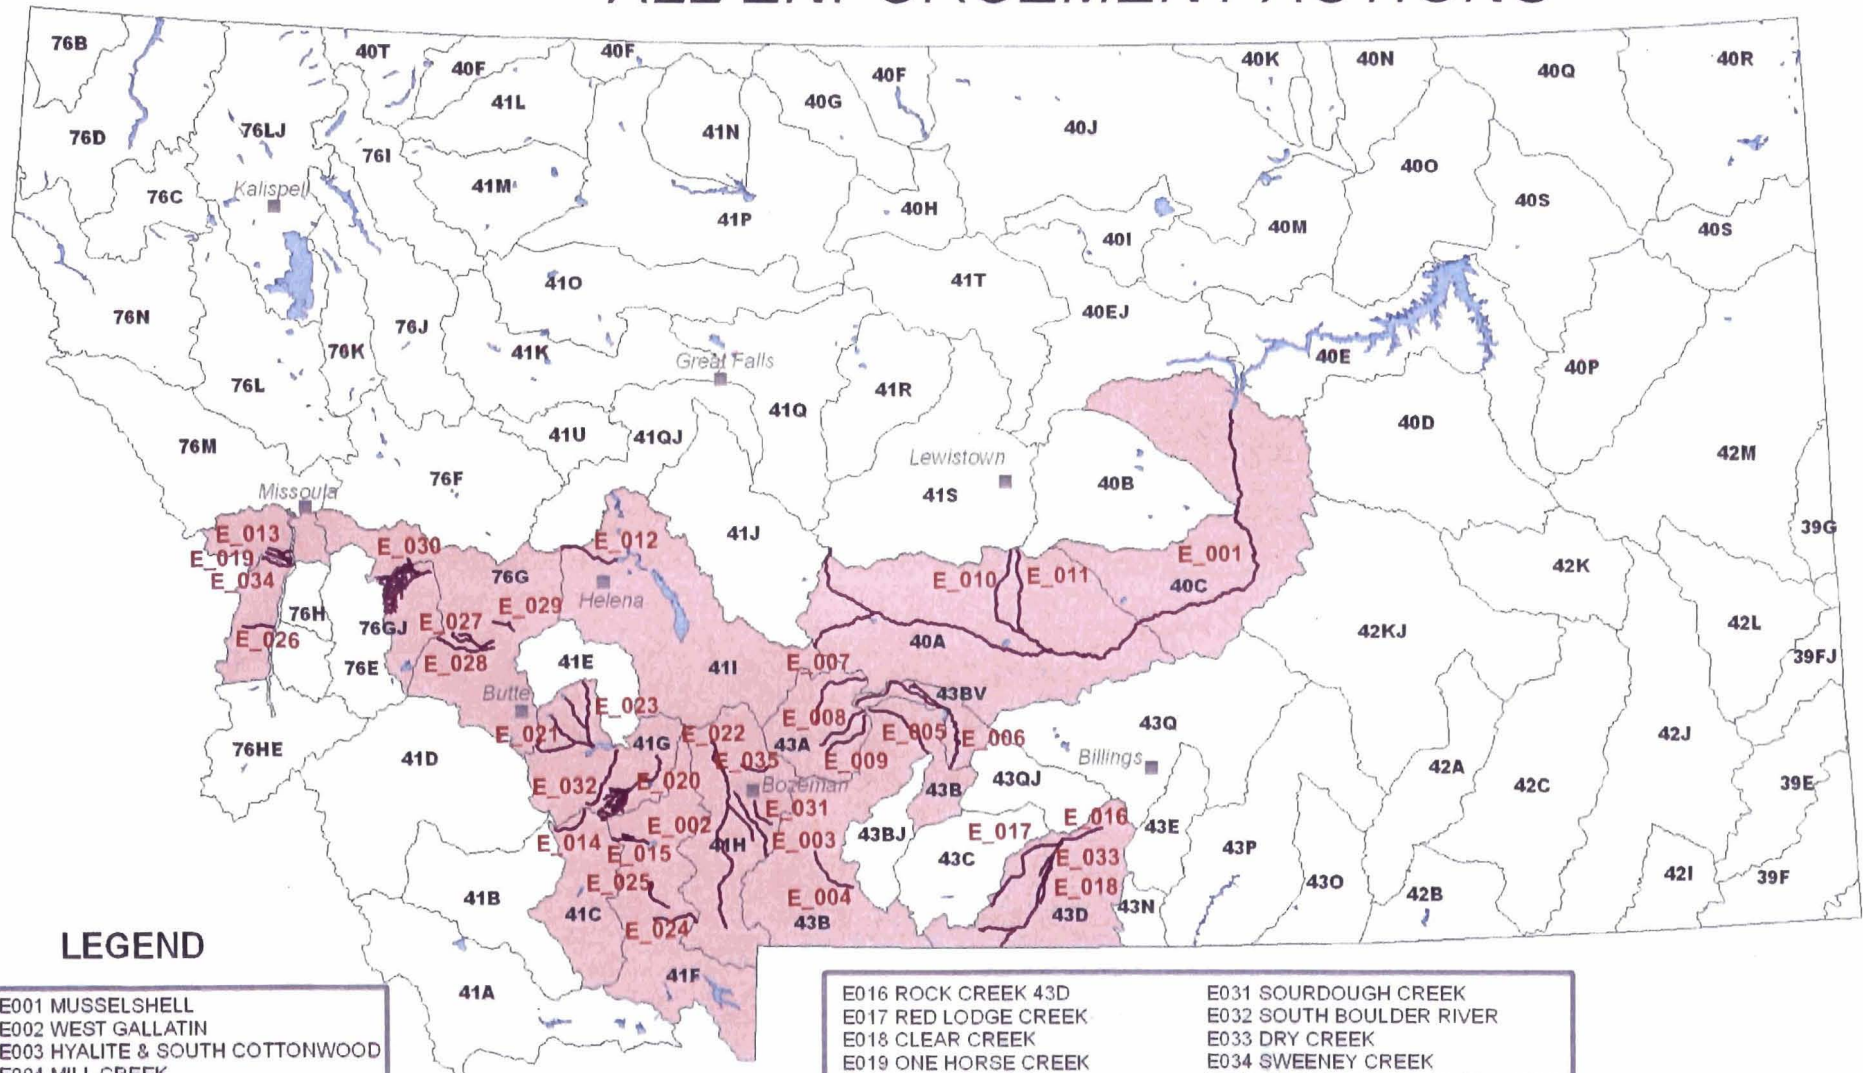 ALL ENFORCEMENT ACTIONS
76B
40T
40F
40F
40F
40K
40N
40Q
40R
76D
76LJ
76I
41L
41N
40G
40J
40O
76C
Kalispell
41M
41P
40H
40I
40M
40S
40S
76N
76K
76J
41O
41T
40EJ
40E
40P
76L
41K
Great Falls
41Q
41R
40D
76M
76F
41U
41QJ
Lewistown
41S
40B
42M
Missoula
41J
39G
E_013
E_019
E_034
E_030
76G
E_012
Helena
E_010
E_011
E_001
40C
42K
76H
E_026
76GJ
E_027
E_029
E_028
76E
41E
41I
E_007
40A
42KJ
42L
39FJ
Butte
E_021
E_023
E_022
E_008
43A
43BV
E_005
E_006
E_009
43Q
42J
76HE
41D
41G
E_035
Bozeman
E_032
E_020
43B
43QJ
Billings
42A
42C
39E
E_014
E_002
E_015
41H
E_031
E_003
43BJ
43C
E_017
E_016
43E
43P
E_033
E_018
E_025
E_004
41B
41C
E_024
43B
43D
43N
43O
42B
42I
39F
41A
41F
LEGEND
E001 MUSSELSHELL
E002 WEST GALLATIN
E003 HYALITE & SOUTH COTTONWOOD
E004 MILL CREEK
E016 ROCK CREEK 43D
E017 RED LODGE CREEK
E018 CLEAR CREEK
E019 ONE HORSE CREEK
E031 SOURDOUGH CREEK
E032 SOUTH BOULDER RIVER
E033 DRY CREEK
E034 SWEENEY CREEK